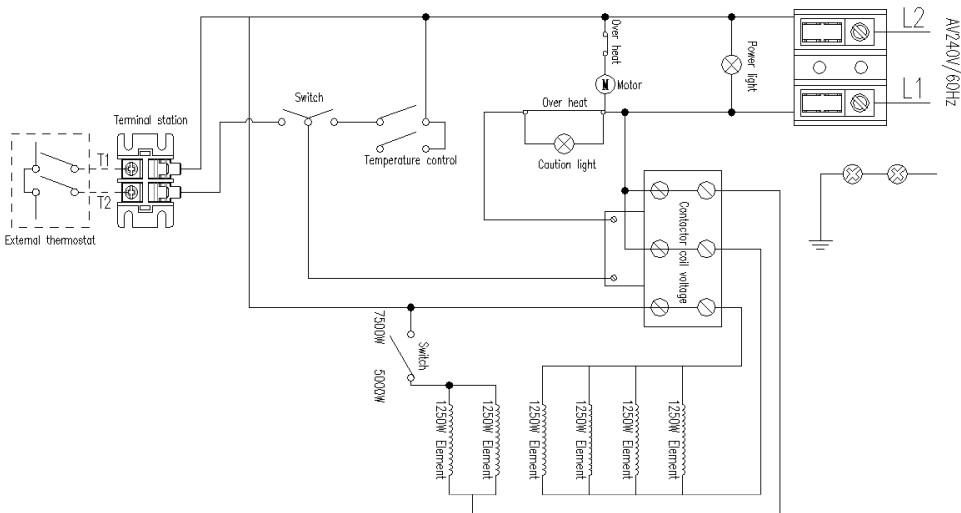 L2
AV240V/60Hz
L1
Power light
Over heat
Motor
M
Over heat
Caution light
Switch
Temperature control
Terminal station
T1
T2
External thermostat
Contactor coil voltage
Switch
7500W
5000W
1250W Element
1250W Element
1250W Element
1250W Element
1250W Element
1250W Element